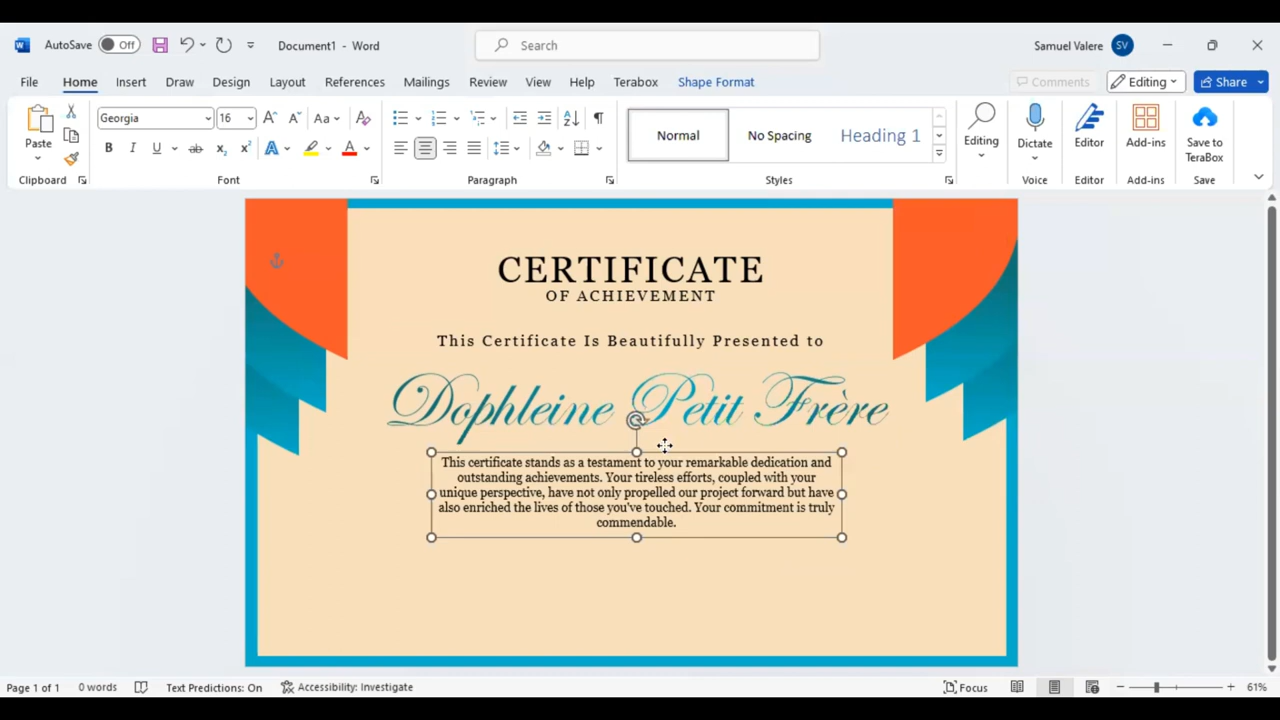 AutoSave Off Document1 - Word Search Samuel Valere SV
File Home Insert Draw Design Layout References Mailings Review View Help Terabox Shape Format Comments Editing Share
Georgia 16 Aa
Paste B I U ab x₂ x² A A Normal No Spacing Heading 1 Editing Dictate Editor Add-ins Save to TeraBox
Clipboard Font Paragraph Styles Voice Editor Add-ins Save
CERTIFICATE
OF ACHIEVEMENT
This Certificate Is Beautifully Presented to
Dophleine Petit Frère
This certificate stands as a testament to your remarkable dedication and
outstanding achievements. Your tireless efforts, coupled with your
unique perspective, have not only propelled our project forward but have
also enriched the lives of those you've touched. Your commitment is truly
commendable.
Page 1 of 1 0 words Text Predictions: On Accessibility: Investigate Focus 61%